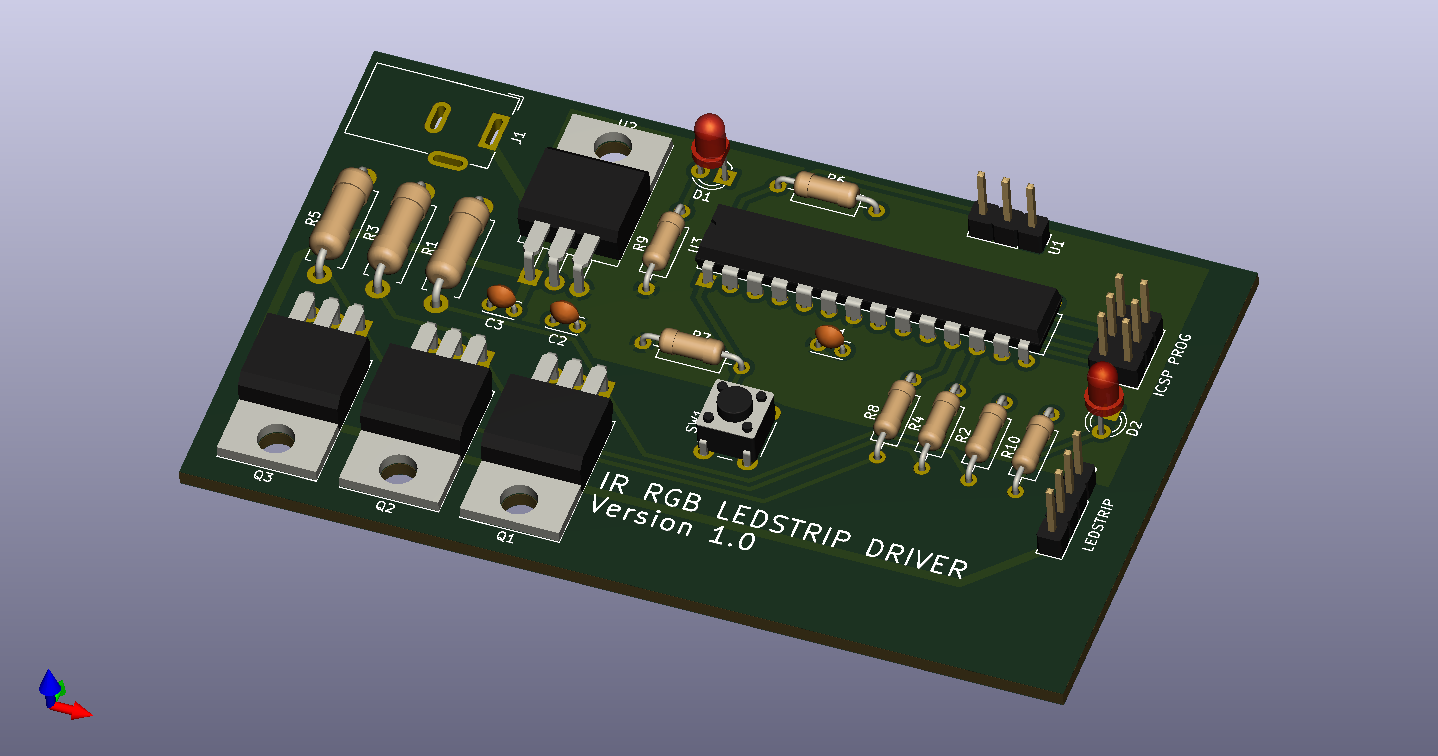 J1
U2
D1
R6
U1
R5
R3
R1
R9
U3
C3
C2
R7
ICSP PROG
SW1
R8
R4
R2
R10
D2
Q3
Q2
Q1
LEDSTRIP
IR RGB LEDSTRIP DRIVER
Version 1.0